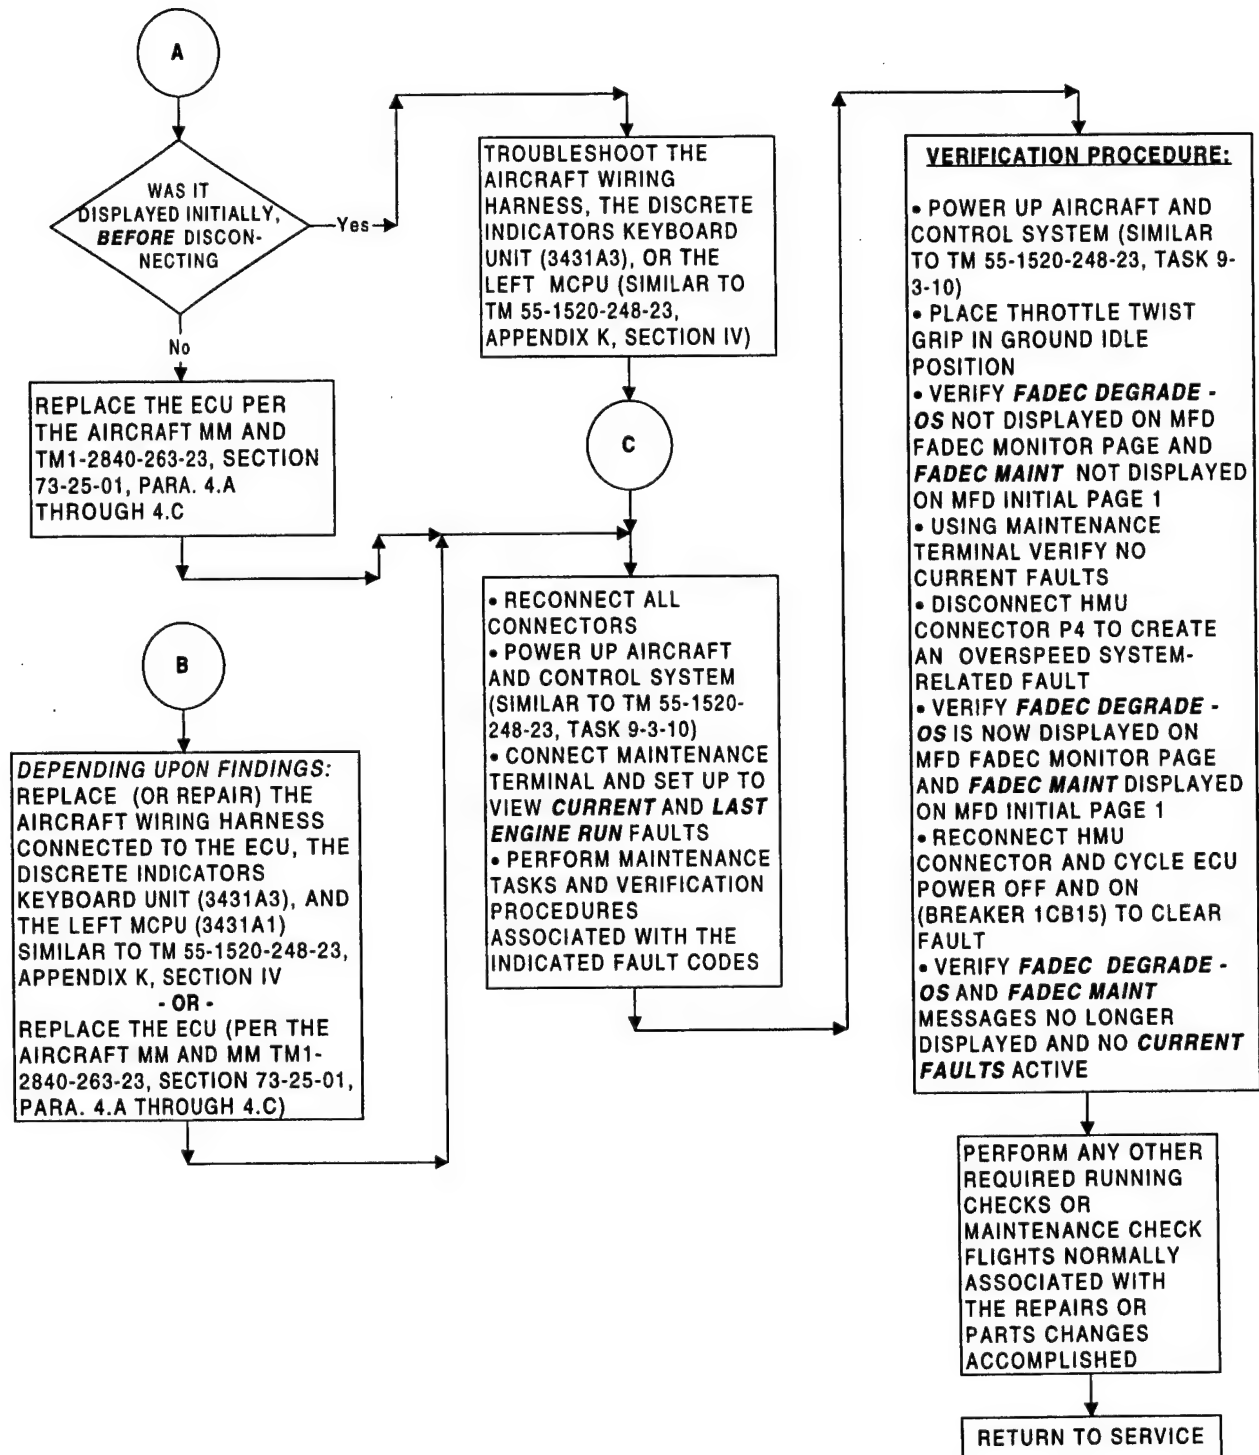 A
WAS IT
DISPLAYED INITIALLY,
BEFORE DISCON-
NECTING
Yes
No
REPLACE THE ECU PER
THE AIRCRAFT MM AND
TM1-2840-263-23, SECTION
73-25-01, PARA. 4.A
THROUGH 4.C
B
DEPENDING UPON FINDINGS:
REPLACE (OR REPAIR) THE
AIRCRAFT WIRING HARNESS
CONNECTED TO THE ECU, THE
DISCRETE INDICATORS
KEYBOARD UNIT (3431A3), AND
THE LEFT MCPU (3431A1)
SIMILAR TO TM 55-1520-248-23,
APPENDIX K, SECTION IV
- OR -
REPLACE THE ECU (PER THE
AIRCRAFT MM AND MM TM1-
2840-263-23, SECTION 73-25-01,
PARA. 4.A THROUGH 4.C)
TROUBLESHOOT THE
AIRCRAFT WIRING
HARNESS, THE DISCRETE
INDICATORS KEYBOARD
UNIT (3431A3), OR THE
LEFT MCPU (SIMILAR TO
TM 55-1520-248-23,
APPENDIX K, SECTION IV)
C
• RECONNECT ALL
CONNECTORS
• POWER UP AIRCRAFT
AND CONTROL SYSTEM
(SIMILAR TO TM 55-1520-
248-23, TASK 9-3-10)
• CONNECT MAINTENANCE
TERMINAL AND SET UP TO
VIEW CURRENT AND LAST
ENGINE RUN FAULTS
• PERFORM MAINTENANCE
TASKS AND VERIFICATION
PROCEDURES
ASSOCIATED WITH THE
INDICATED FAULT CODES
VERIFICATION PROCEDURE:
• POWER UP AIRCRAFT AND
CONTROL SYSTEM (SIMILAR
TO TM 55-1520-248-23, TASK 9-
3-10)
• PLACE THROTTLE TWIST
GRIP IN GROUND IDLE
POSITION
• VERIFY FADEC DEGRADE -
OS NOT DISPLAYED ON MFD
FADEC MONITOR PAGE AND
FADEC MAINT NOT DISPLAYED
ON MFD INITIAL PAGE 1
• USING MAINTENANCE
TERMINAL VERIFY NO
CURRENT FAULTS
• DISCONNECT HMU
CONNECTOR P4 TO CREATE
AN OVERSPEED SYSTEM-
RELATED FAULT
• VERIFY FADEC DEGRADE -
OS IS NOW DISPLAYED ON
MFD FADEC MONITOR PAGE
AND FADEC MAINT DISPLAYED
ON MFD INITIAL PAGE 1
• RECONNECT HMU
CONNECTOR AND CYCLE ECU
POWER OFF AND ON
(BREAKER 1CB15) TO CLEAR
FAULT
• VERIFY FADEC DEGRADE -
OS AND FADEC MAINT
MESSAGES NO LONGER
DISPLAYED AND NO CURRENT
FAULTS ACTIVE
PERFORM ANY OTHER
REQUIRED RUNNING
CHECKS OR
MAINTENANCE CHECK
FLIGHTS NORMALLY
ASSOCIATED WITH
THE REPAIRS OR
PARTS CHANGES
ACCOMPLISHED
RETURN TO SERVICE